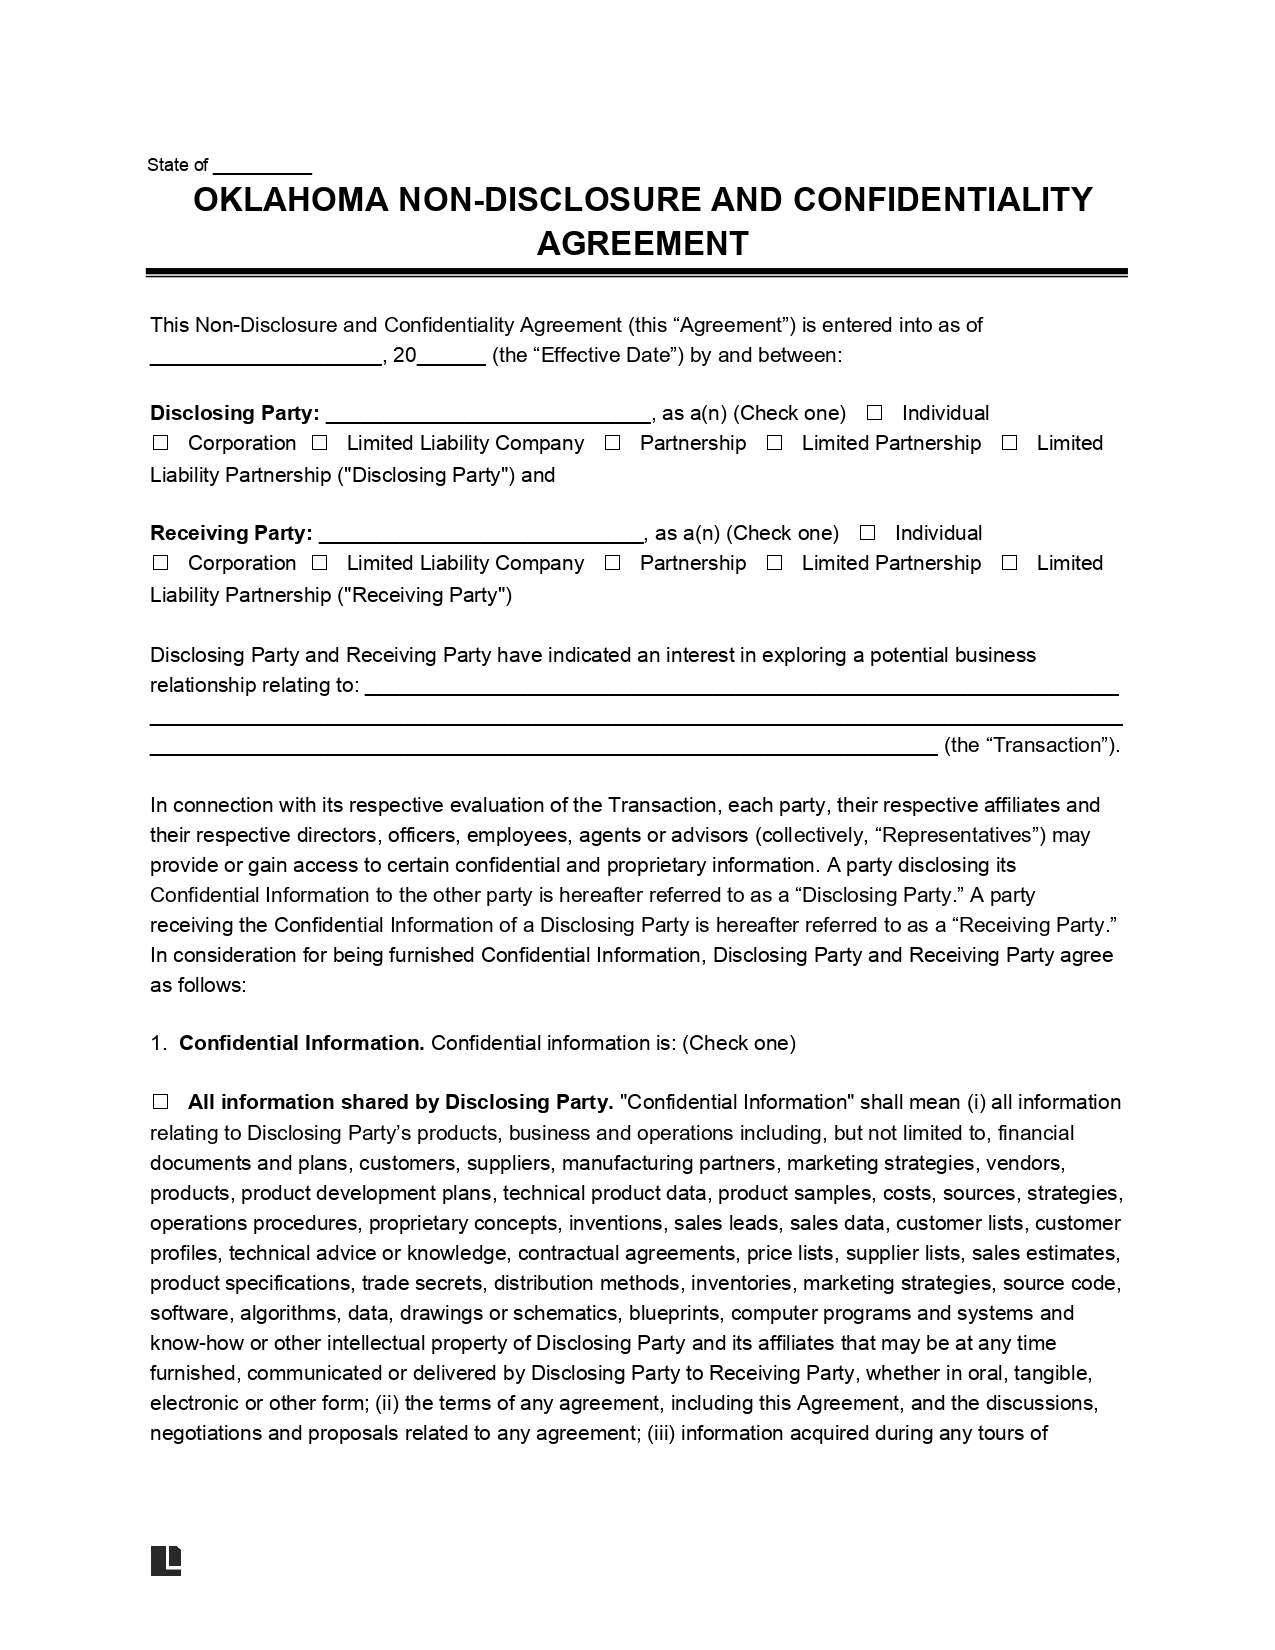 State of __________
OKLAHOMA NON-DISCLOSURE AND CONFIDENTIALITY
AGREEMENT
This Non-Disclosure and Confidentiality Agreement (this “Agreement”) is entered into as of
____________________, 20______ (the “Effective Date”) by and between:
Disclosing Party: ____________________________, as a(n) (Check one) ☐ Individual
☐ Corporation ☐ Limited Liability Company ☐ Partnership ☐ Limited Partnership ☐ Limited
Liability Partnership ("Disclosing Party") and
Receiving Party: ____________________________, as a(n) (Check one) ☐ Individual
☐ Corporation ☐ Limited Liability Company ☐ Partnership ☐ Limited Partnership ☐ Limited
Liability Partnership ("Receiving Party")
Disclosing Party and Receiving Party have indicated an interest in exploring a potential business
relationship relating to: _________________________________________________________________
____________________________________________________________________________________
____________________________________________________________________ (the “Transaction”).
In connection with its respective evaluation of the Transaction, each party, their respective affiliates and
their respective directors, officers, employees, agents or advisors (collectively, “Representatives”) may
provide or gain access to certain confidential and proprietary information. A party disclosing its
Confidential Information to the other party is hereafter referred to as a “Disclosing Party.” A party
receiving the Confidential Information of a Disclosing Party is hereafter referred to as a “Receiving Party.”
In consideration for being furnished Confidential Information, Disclosing Party and Receiving Party agree
as follows:
1. Confidential Information. Confidential information is: (Check one)
☐ All information shared by Disclosing Party. "Confidential Information" shall mean (i) all information
relating to Disclosing Party’s products, business and operations including, but not limited to, financial
documents and plans, customers, suppliers, manufacturing partners, marketing strategies, vendors,
products, product development plans, technical product data, product samples, costs, sources, strategies,
operations procedures, proprietary concepts, inventions, sales leads, sales data, customer lists, customer
profiles, technical advice or knowledge, contractual agreements, price lists, supplier lists, sales estimates,
product specifications, trade secrets, distribution methods, inventories, marketing strategies, source code,
software, algorithms, data, drawings or schematics, blueprints, computer programs and systems and
know-how or other intellectual property of Disclosing Party and its affiliates that may be at any time
furnished, communicated or delivered by Disclosing Party to Receiving Party, whether in oral, tangible,
electronic or other form; (ii) the terms of any agreement, including this Agreement, and the discussions,
negotiations and proposals related to any agreement; (iii) information acquired during any tours of